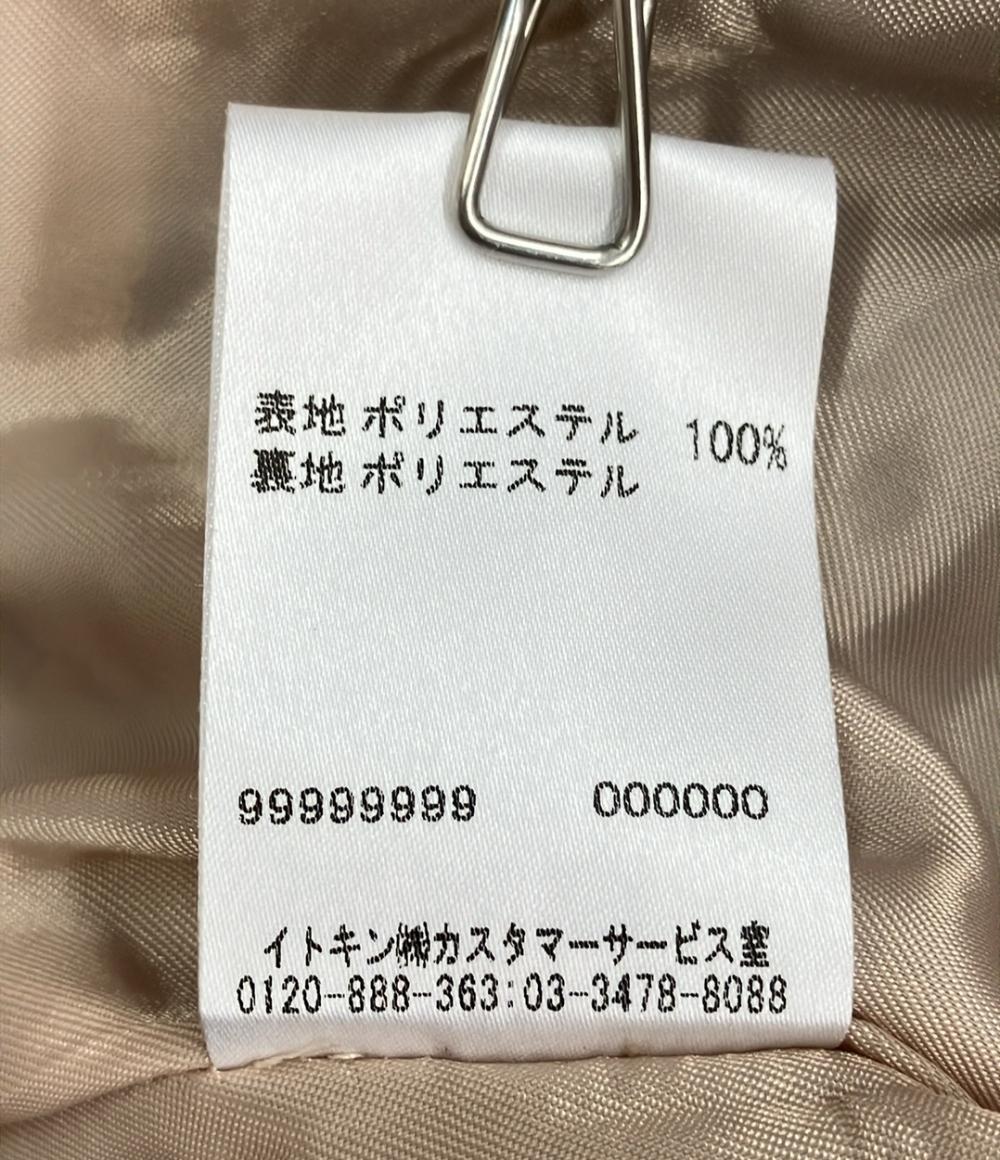 表地 ポリエステル 100%
裏地 ポリエステル
99999999 000000
イトキン㈱カスタマーサービス室
0120-888-363:03-3478-8088